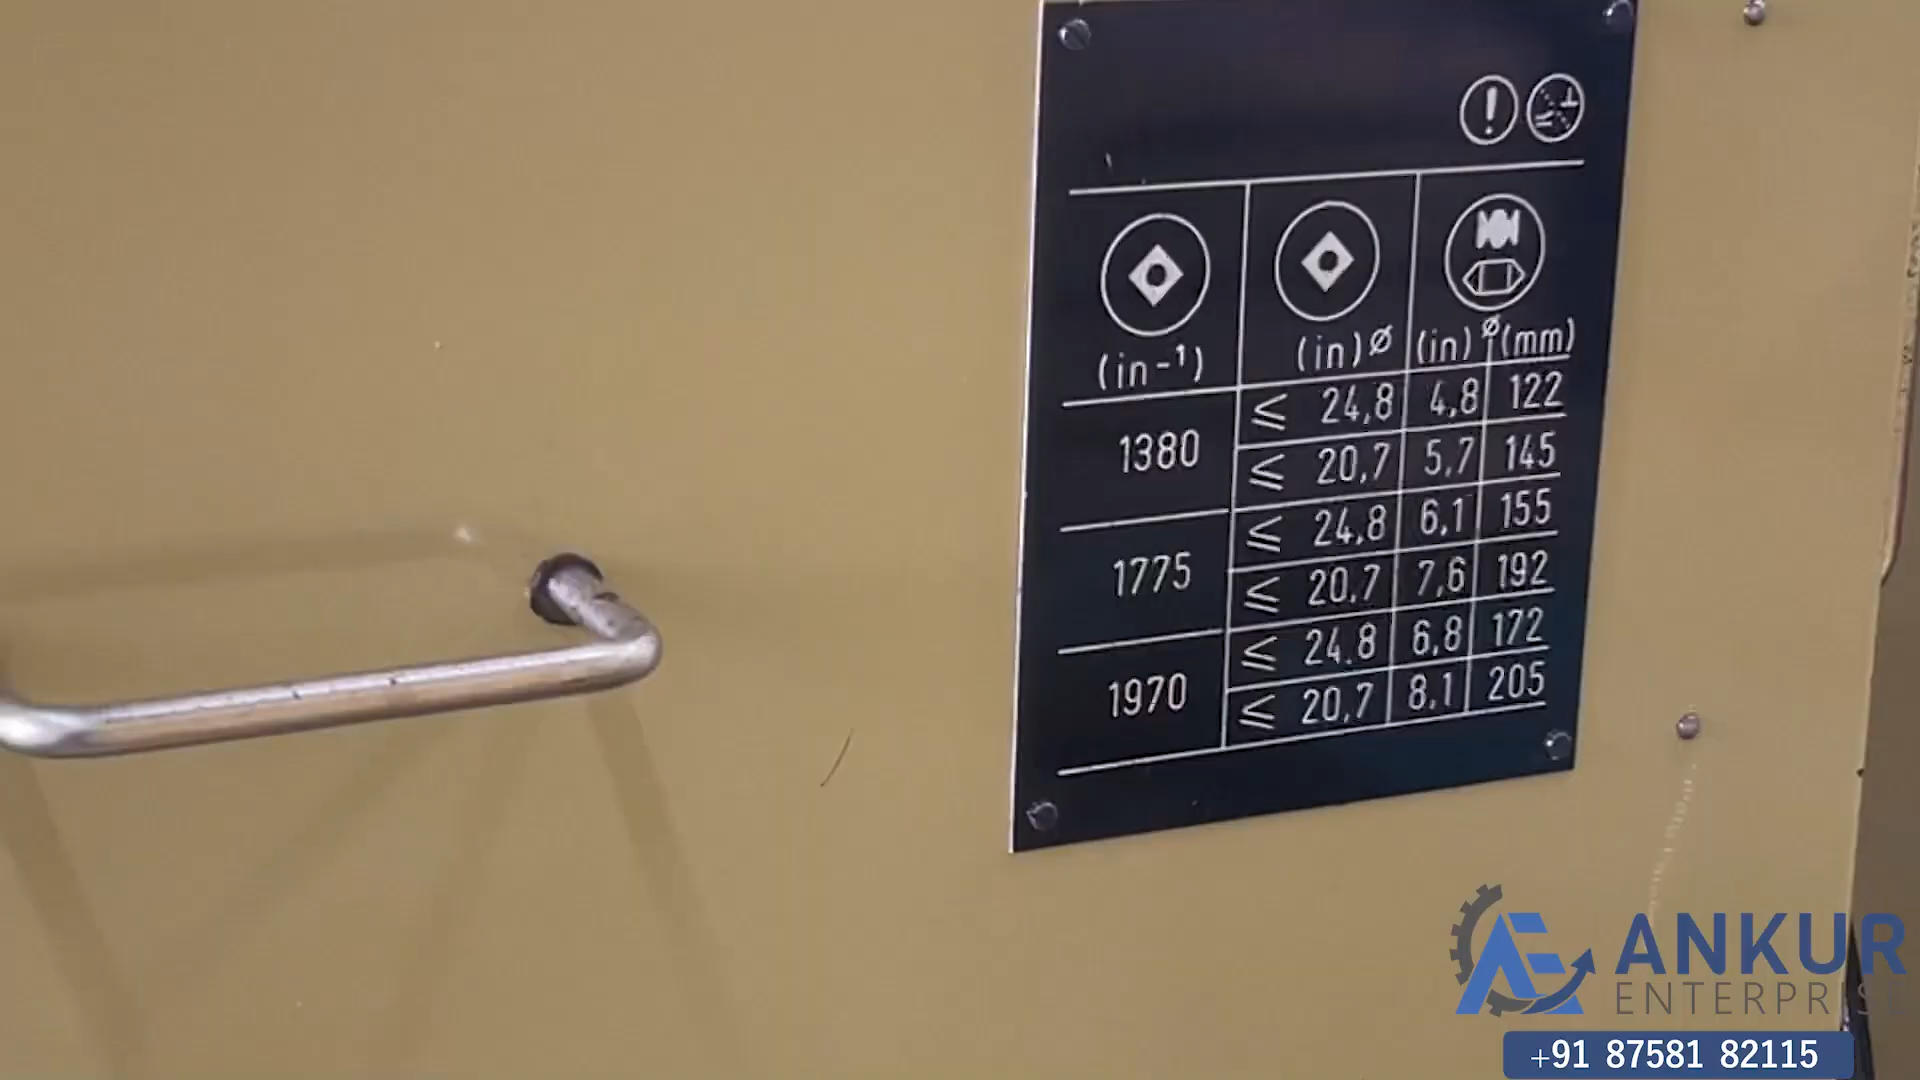 !
(in-¹) (in)ø (in) ø (mm)
1380 ≤ 24,8 4,8 122
≤ 20,7 5,7 145
1775 ≤ 24,8 6,1 155
≤ 20,7 7,6 192
1970 ≤ 24.8 6,8 172
≤ 20,7 8,1 205
ANKUR
ENTERPRISE
+91 87581 82115